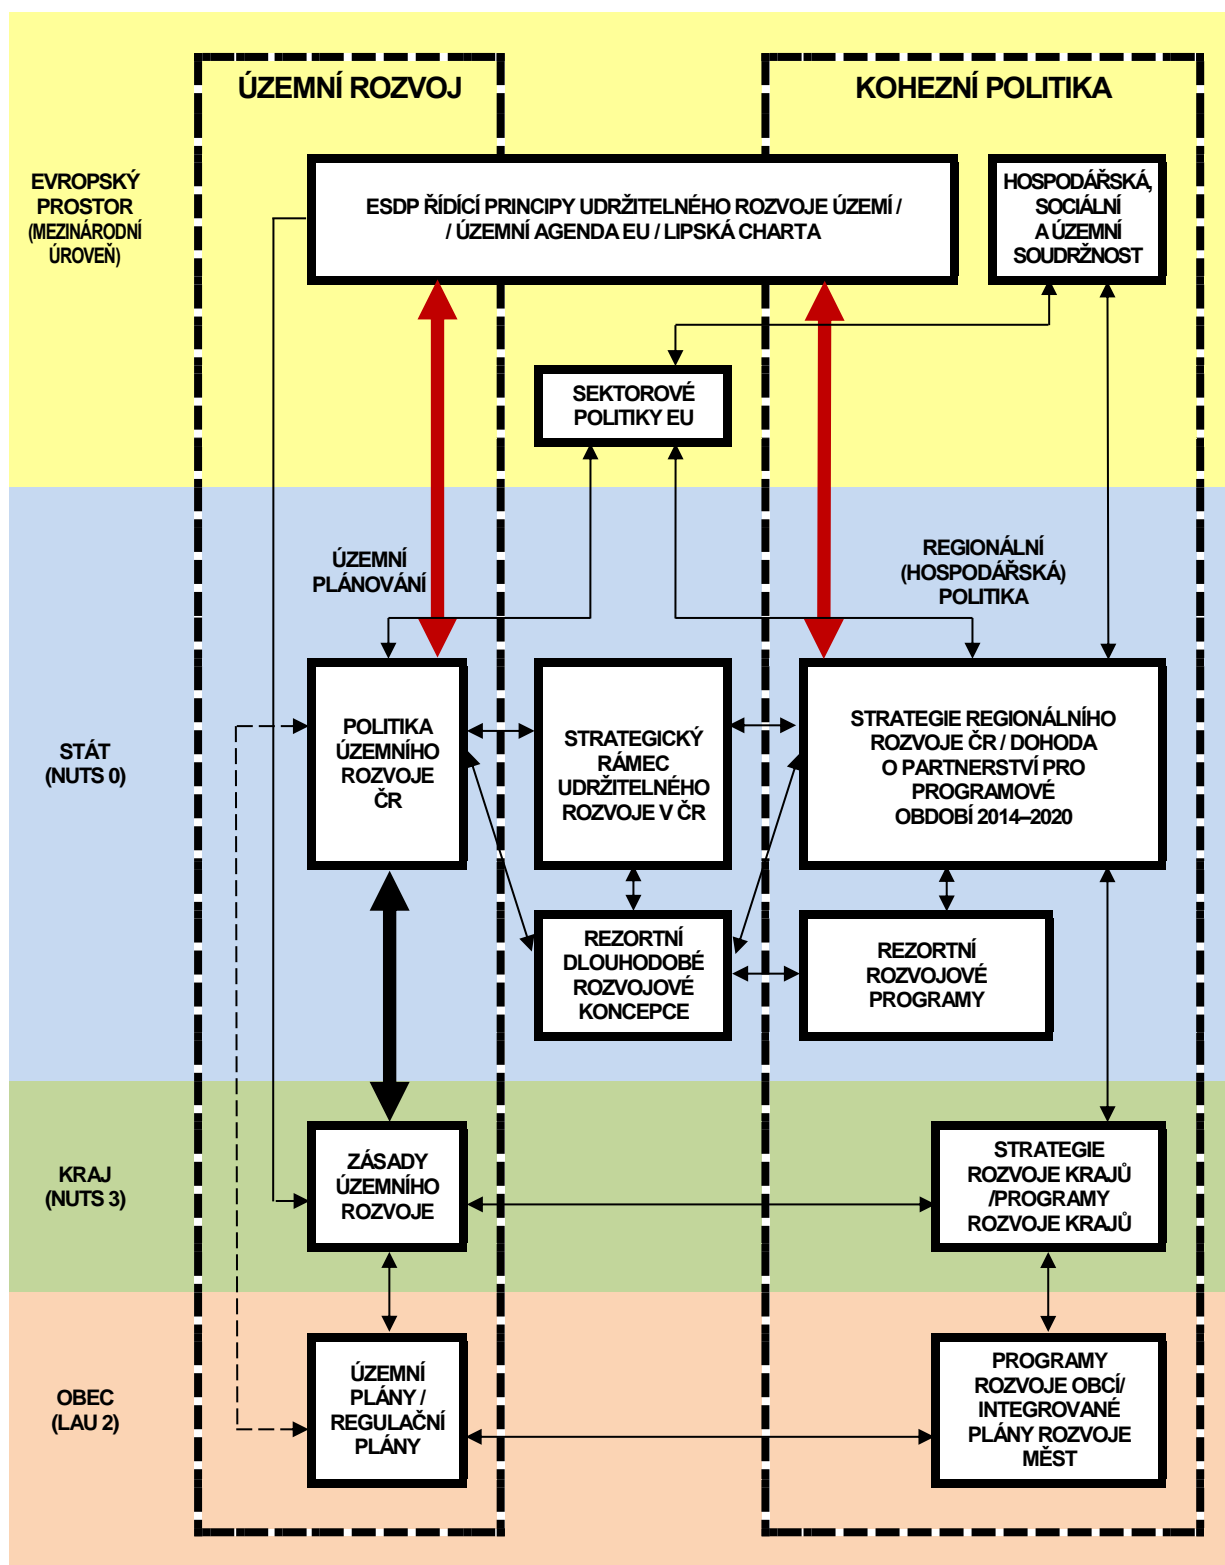 ÚZEMNÍ ROZVOJ
KOHEZNÍ POLITIKA
EVROPSKÝ
PROSTOR
(MEZINÁRODNÍ
ÚROVEŇ)
ESDP ŘÍDÍCÍ PRINCIPY UDRŽITELNÉHO ROZVOJE ÚZEMÍ /
/ ÚZEMNÍ AGENDA EU / LIPSKÁ CHARTA
HOSPODÁŘSKÁ,
SOCIÁLNÍ
A ÚZEMNÍ
SOUDRŽNOST
SEKTOROVÉ
POLITIKY EU
ÚZEMNÍ
PLÁNOVÁNÍ
REGIONÁLNÍ
(HOSPODÁŘSKÁ)
POLITIKA
STÁT
(NUTS 0)
POLITIKA
ÚZEMNÍHO
ROZVOJE
ČR
STRATEGICKÝ
RÁMEC
UDRŽITELNÉHO
ROZVOJE V ČR
STRATEGIE REGIONÁLNÍHO
ROZVOJE ČR / DOHODA
O PARTNERSTVÍ PRO
PROGRAMOVÉ
OBDOBÍ 2014–2020
REZORTNÍ
DLOUHODOBÉ
ROZVOJOVÉ
KONCEPCE
REZORTNÍ
ROZVOJOVÉ
PROGRAMY
KRAJ
(NUTS 3)
ZÁSADY
ÚZEMNÍHO
ROZVOJE
STRATEGIE
ROZVOJE KRAJŮ
/PROGRAMY
ROZVOJE KRAJŮ
OBEC
(LAU 2)
ÚZEMNÍ
PLÁNY /
REGULAČNÍ
PLÁNY
PROGRAMY
ROZVOJE OBCÍ/
INTEGROVANÉ
PLÁNY ROZVOJE
MĚST